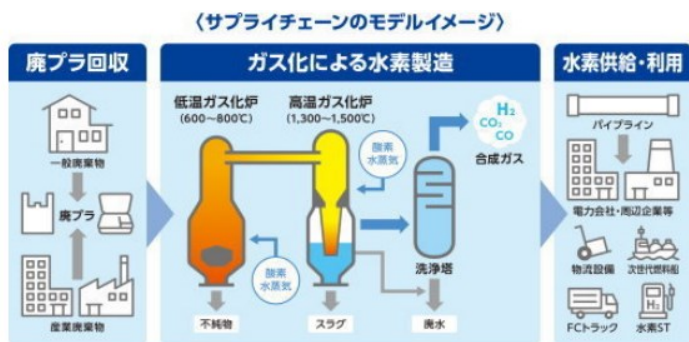 〈サプライチェーンのモデルイメージ〉
廃プラ回収
一般廃棄物
廃プラ
産業廃棄物
ガス化による水素製造
低温ガス化炉
(600〜800℃)
高温ガス化炉
(1,300〜1,500℃)
酸素
水蒸気
酸素
水蒸気
H₂
CO₂
CO
合成ガス
洗浄塔
不純物
スラグ
廃水
水素供給・利用
パイプライン
電力会社・周辺企業等
物流設備
次世代燃料船
FCトラック
H₂
水素ST